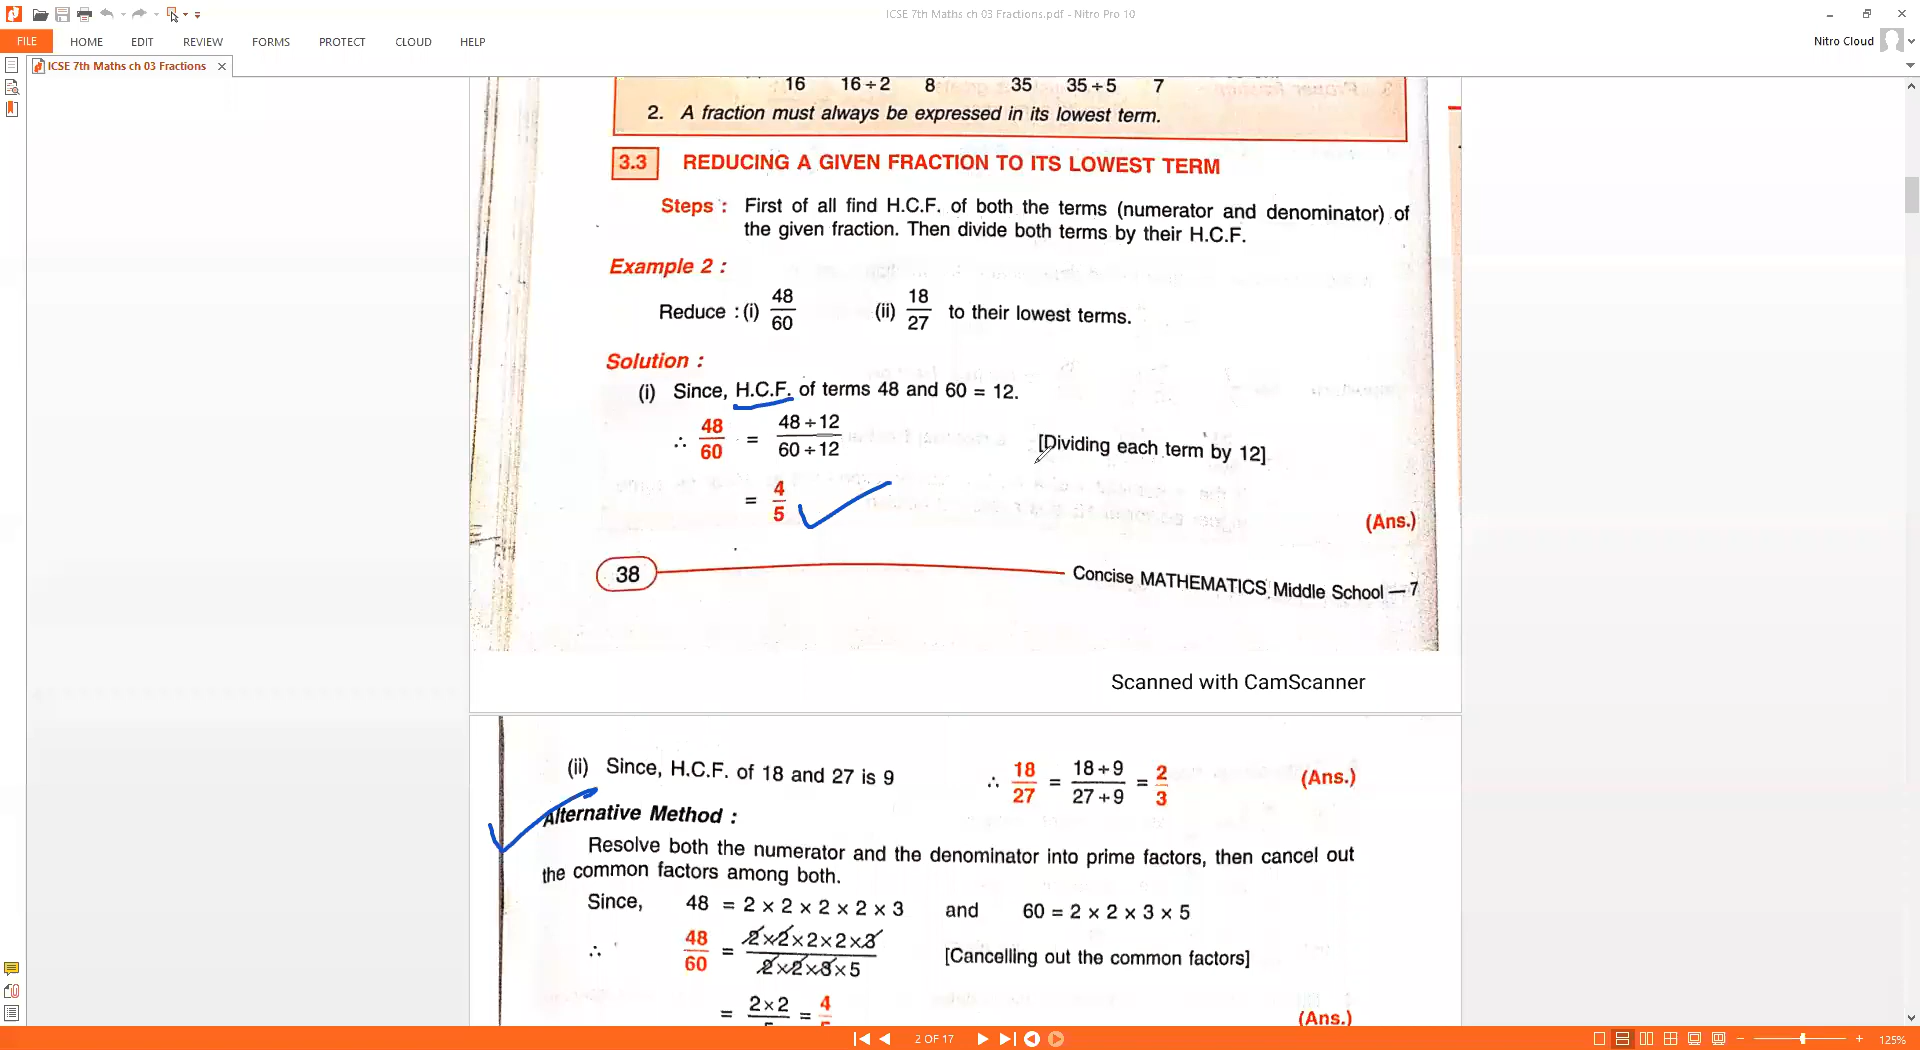 ICSE 7th Maths ch 03 Fractions.pdf - Nitro Pro 10
FILE HOME EDIT REVIEW FORMS PROTECT CLOUD HELP
Nitro Cloud
ICSE 7th Maths ch 03 Fractions
16 16÷2 8 35 35÷5 7
2. A fraction must always be expressed in its lowest term.
3.3 REDUCING A GIVEN FRACTION TO ITS LOWEST TERM
Steps : First of all find H.C.F. of both the terms (numerator and denominator) of
the given fraction. Then divide both terms by their H.C.F.
Example 2 :
Reduce : (i) 48/60 (ii) 18/27 to their lowest terms.
Solution :
(i) Since, H.C.F. of terms 48 and 60 = 12.
∴ 48/60 = 48÷12/60÷12 [Dividing each term by 12]
= 4/5
(Ans.)
38 Concise MATHEMATICS Middle School — 7
Scanned with CamScanner
(ii) Since, H.C.F. of 18 and 27 is 9 ∴ 18/27 = 18÷9/27÷9 = 2/3 (Ans.)
Alternative Method :
Resolve both the numerator and the denominator into prime factors, then cancel out
the common factors among both.
Since, 48 = 2 × 2 × 2 × 2 × 3 and 60 = 2 × 2 × 3 × 5
∴ 48/60 = 2×2×2×2×3/2×2×3×5 [Cancelling out the common factors]
= 2×2/5 = 4/5 (Ans.)
2 OF 17
125%